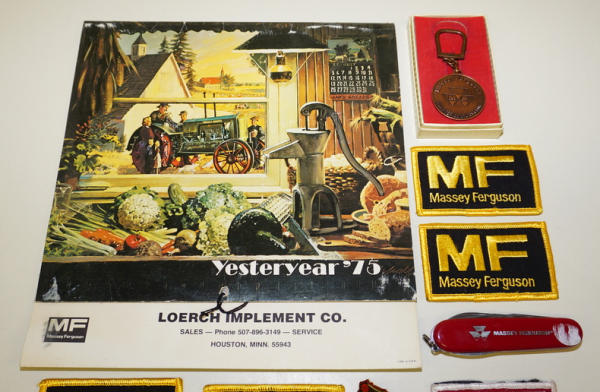 Yesteryear '75
LOERCH IMPLEMENT CO.
SALES — Phone 507-896-3149 — SERVICE
HOUSTON, MINN. 55943
MF
Massey Ferguson
MF
Massey Ferguson
MF
Massey Ferguson
MASSEY FERGUSON